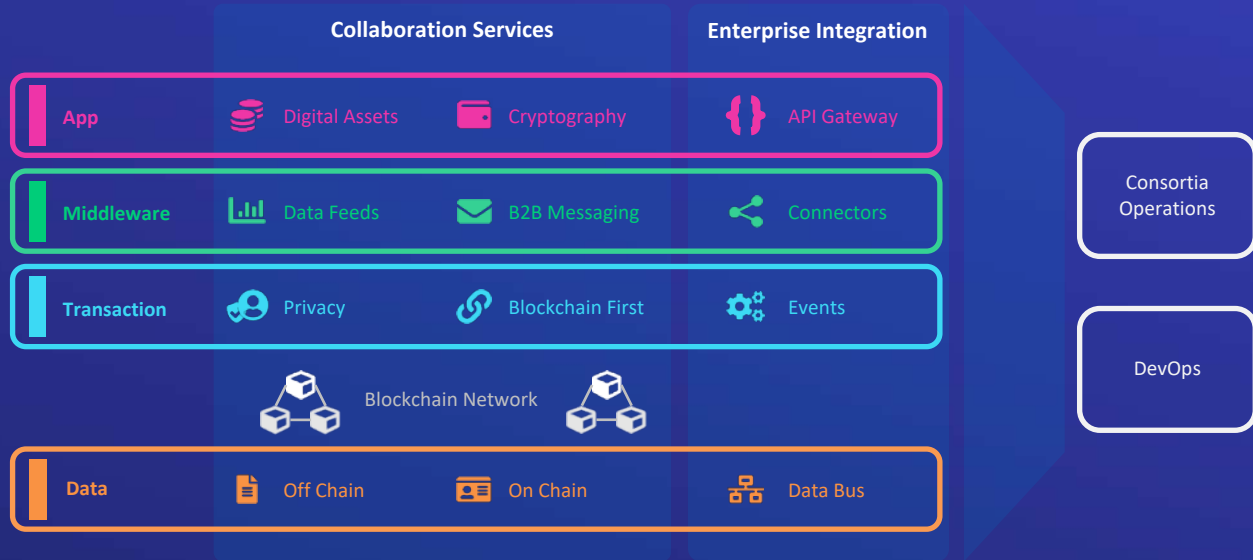 Collaboration Services
Enterprise Integration
App
Digital Assets
Cryptography
API Gateway
Middleware
Data Feeds
B2B Messaging
Connectors
Transaction
Privacy
Blockchain First
Events
Blockchain Network
Data
Off Chain
On Chain
Data Bus
Consortia
Operations
DevOps